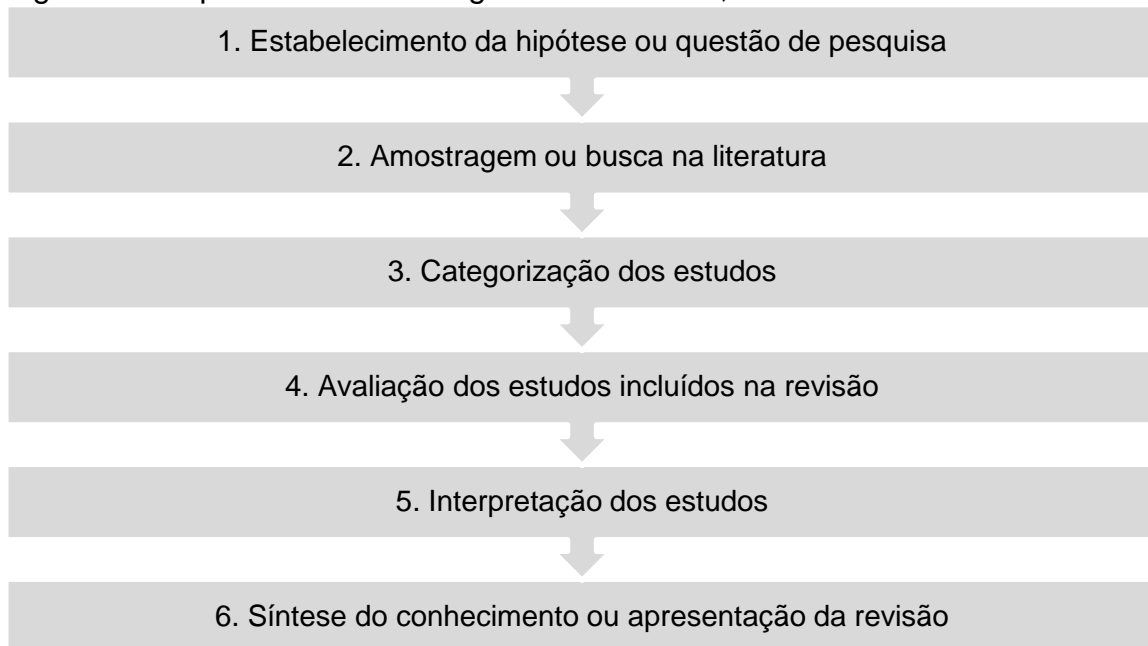 1. Estabelecimento da hipótese ou questão de pesquisa
2. Amostragem ou busca na literatura
3. Categorização dos estudos
4. Avaliação dos estudos incluídos na revisão
5. Interpretação dos estudos
6. Síntese do conhecimento ou apresentação da revisão